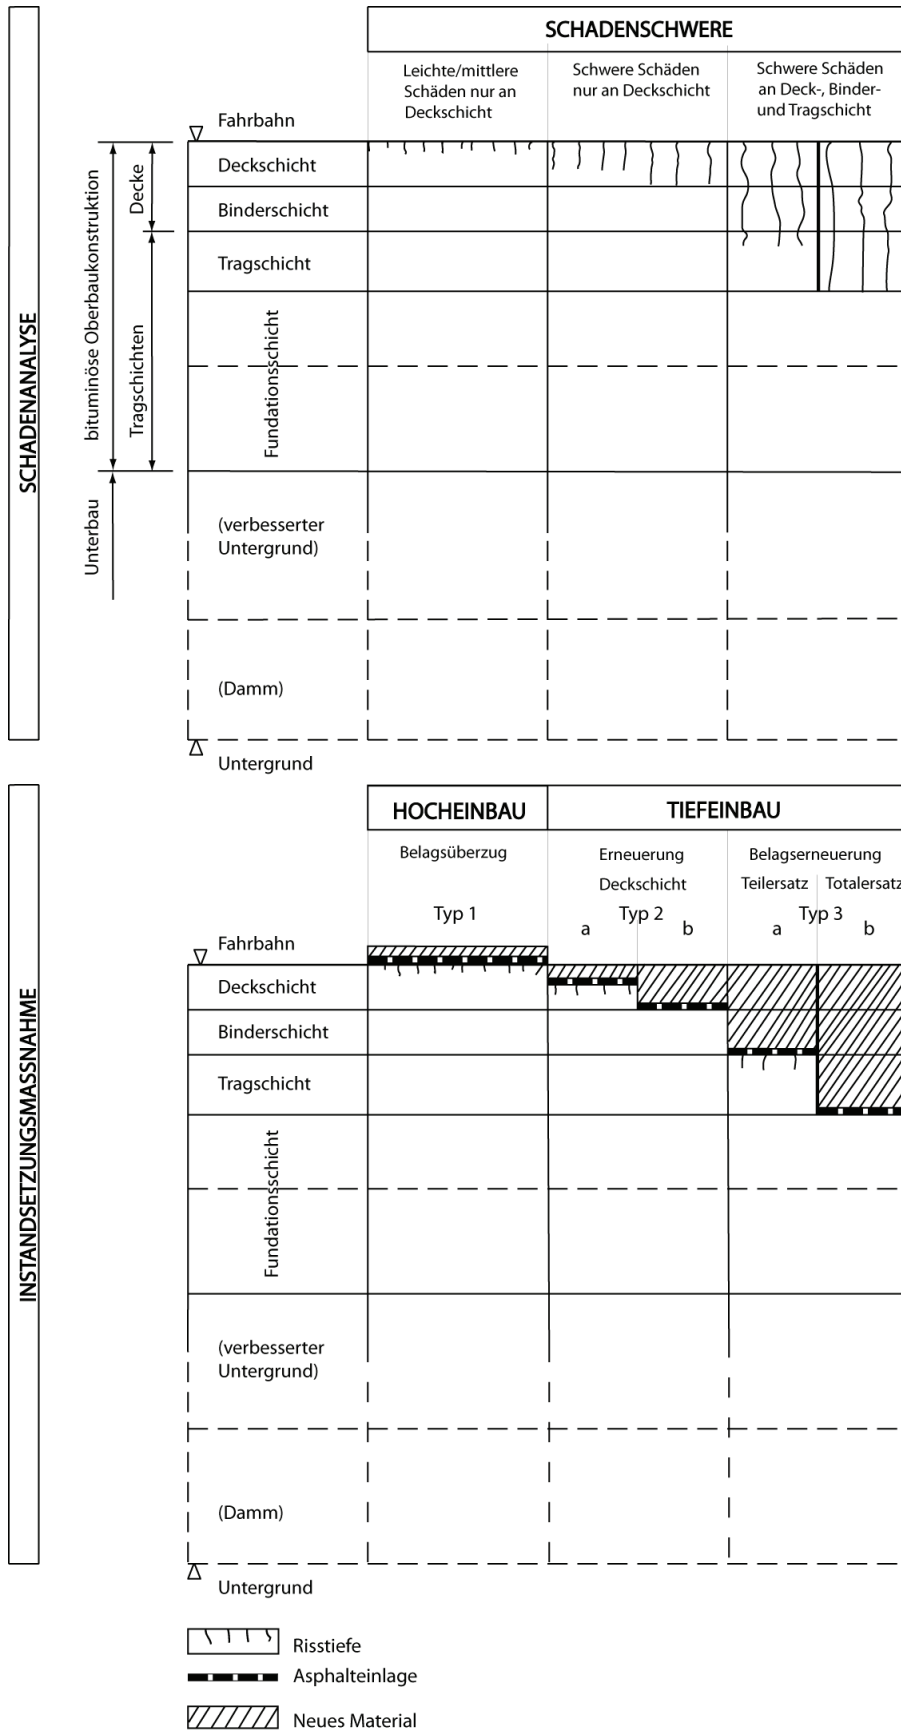 SCHADENANALYSE
SCHADENSCHWERE
Leichte/mittlere
Schäden nur an
Deckschicht
Schwere Schäden
nur an Deckschicht
Schwere Schäden
an Deck-, Binder-
und Tragschicht
Fahrbahn
bituminöse Oberbaukonstruktion
Decke
Tragschichten
Unterbau
Deckschicht
Binderschicht
Tragschicht
Fundationsschicht
(verbesserter
Untergrund)
(Damm)
Untergrund
INSTANDSETZUNGSMASSNAHME
HOCHEINBAU
TIEFEINBAU
Belagsüberzug
Erneuerung
Deckschicht
Belagserneuerung
Teilersatz
Totalersatz
Typ 1
Typ 2
a
b
Typ 3
a
b
Fahrbahn
Deckschicht
Binderschicht
Tragschicht
Fundationsschicht
(verbesserter
Untergrund)
(Damm)
Untergrund
Risstiefe
Asphalteinlage
Neues Material